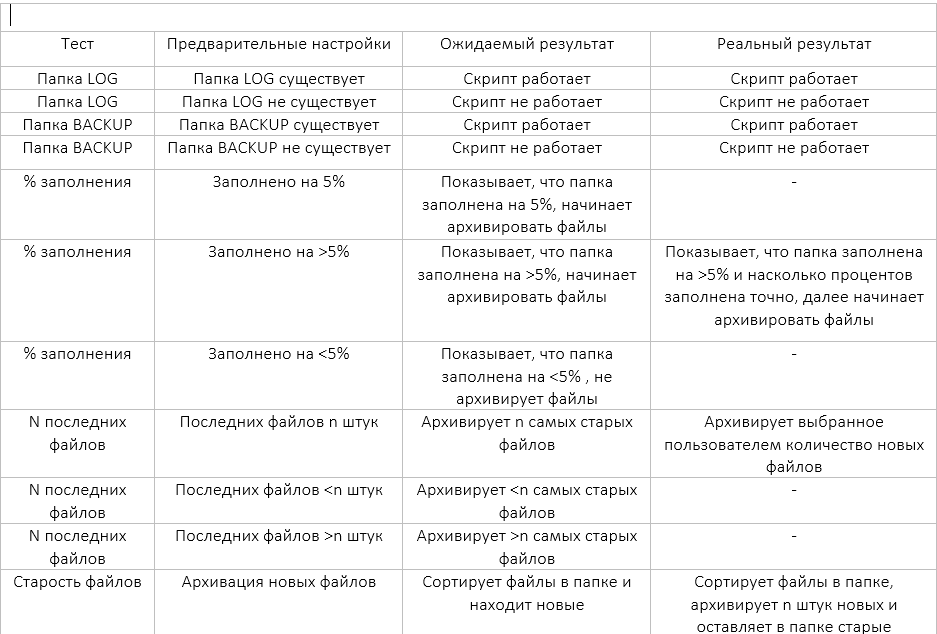 Тест Предварительные настройки Ожидаемый результат Реальный результат
Папка LOG Папка LOG существует Скрипт работает Скрипт работает
Папка LOG Папка LOG не существует Скрипт не работает Скрипт не работает
Папка BACKUP Папка BACKUP существует Скрипт работает Скрипт работает
Папка BACKUP Папка BACKUP не существует Скрипт не работает Скрипт не работает
% заполнения Заполнено на 5% Показывает, что папка -
заполнена на 5%, начинает
архивировать файлы
% заполнения Заполнено на >5% Показывает, что папка Показывает, что папка заполнена
заполнена на >5%, начинает на >5% и насколько процентов
архивировать файлы заполнена точно, далее начинает
архивировать файлы
% заполнения Заполнено на <5% Показывает, что папка -
заполнена на <5% , не
архивирует файлы
N последних Последних файлов n штук Архивирует n самых старых Архивирует выбранное
файлов файлов пользователем количество новых
файлов
N последних Последних файлов <n штук Архивирует <n самых старых -
файлов файлов
N последних Последних файлов >n штук Архивирует >n самых старых -
файлов файлов
Старость файлов Архивация новых файлов Сортирует файлы в папке и Сортирует файлы в папке,
находит новые архивирует n штук новых и
оставляет в папке старые